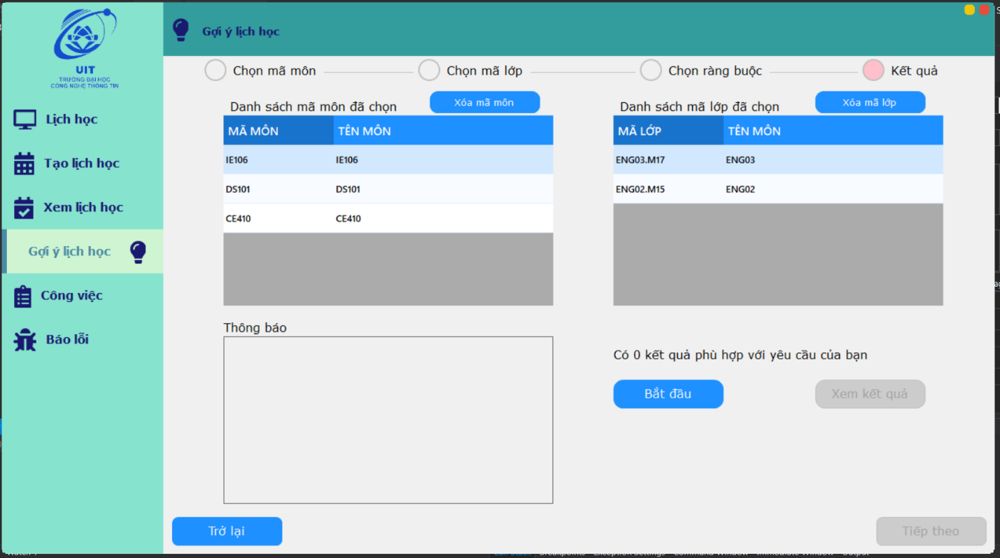 UIT
TRƯỜNG ĐẠI HỌC
CÔNG NGHỆ THÔNG TIN
Lịch học
Tạo lịch học
Xem lịch học
Gợi ý lịch học
Công việc
Báo lỗi
Gợi ý lịch học
Chọn mã môn
Chọn mã lớp
Chọn ràng buộc
Kết quả
Danh sách mã môn đã chọn
Xóa mã môn
MÃ MÔN TÊN MÔN
IE106 IE106
DS101 DS101
CE410 CE410
Danh sách mã lớp đã chọn
Xóa mã lớp
MÃ LỚP TÊN MÔN
ENG03.M17 ENG03
ENG02.M15 ENG02
Thông báo
Có 0 kết quả phù hợp với yêu cầu của bạn
Bắt đầu
Xem kết quả
Trở lại
Tiếp theo